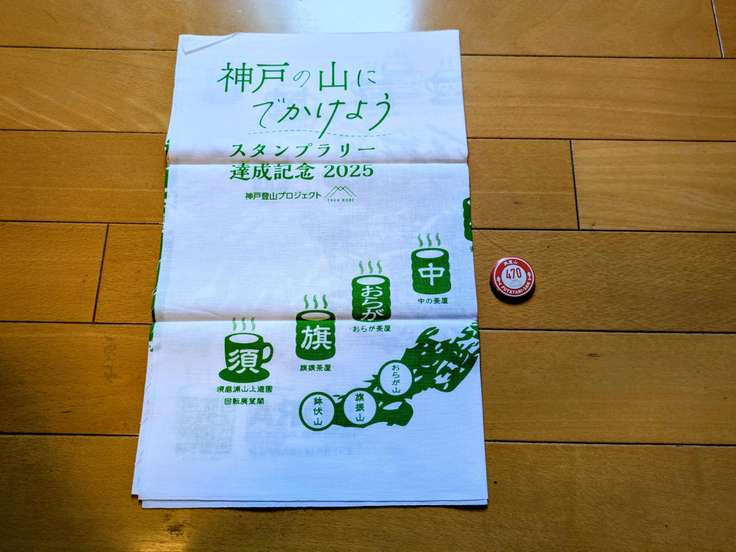 神戸の山に
でかけよう
スタンプラリー
達成記念 2025
神戸登山プロジェクト
中
中の茶屋
おらが
おらが茶屋
旗
旗振茶屋
須
須磨浦山上遊園
回転展望閣
おらが山
旗振山
鉢伏山
470